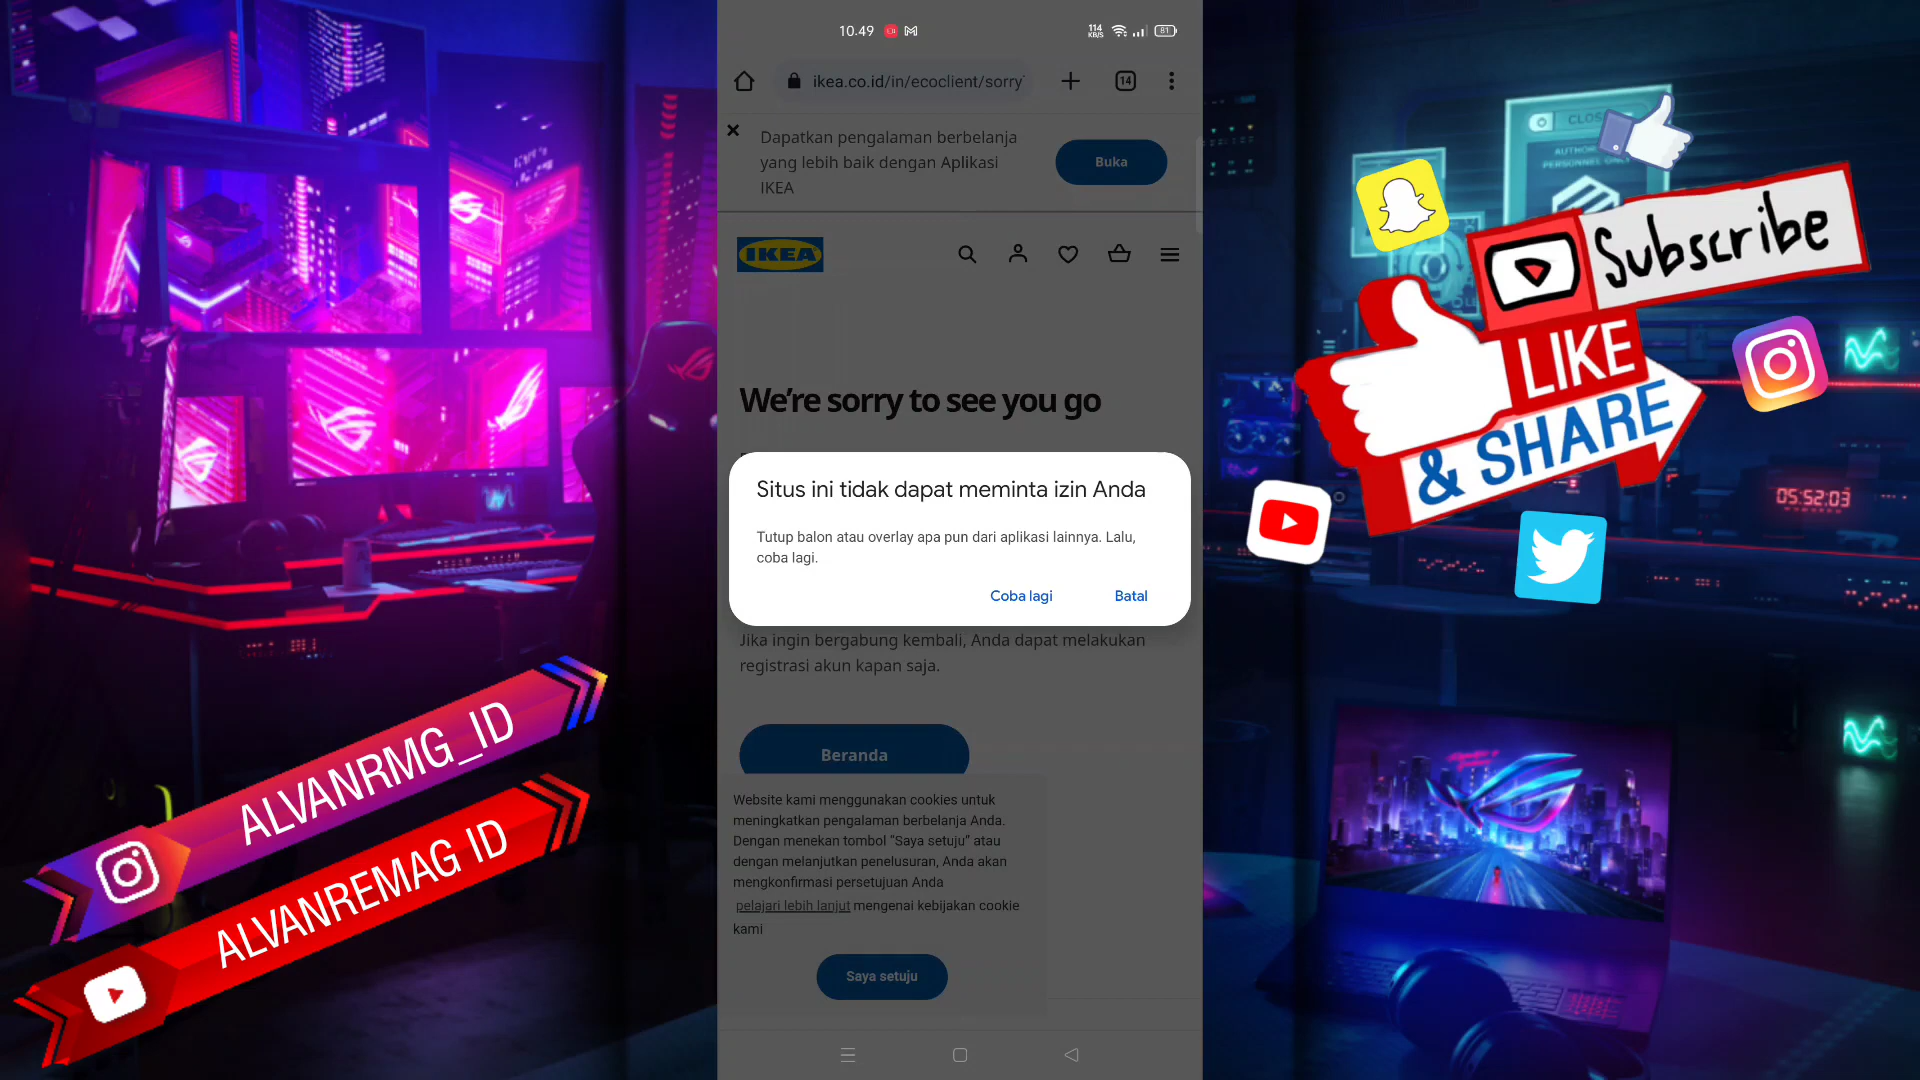 10.49
114
KB/S
81
ikea.co.id/in/ecoclient/sorry
14
Dapatkan pengalaman berbelanja
yang lebih baik dengan Aplikasi
IKEA
Buka
IKEA
We're sorry to see you go
Situs ini tidak dapat meminta izin Anda
Tutup balon atau overlay apa pun dari aplikasi lainnya. Lalu,
coba lagi.
Coba lagi
Batal
Jika ingin bergabung kembali, Anda dapat melakukan
registrasi akun kapan saja.
Beranda
Website kami menggunakan cookies untuk
meningkatkan pengalaman berbelanja Anda.
Dengan menekan tombol "Saya setuju" atau
dengan melanjutkan penelusuran, Anda akan
mengkonfirmasi persetujuan Anda
pelajari lebih lanjut mengenai kebijakan cookie
kami
Saya setuju
ALVANRMG_ID
ALVANREMAG ID
Subscribe
LIKE
& SHARE
05:52:03